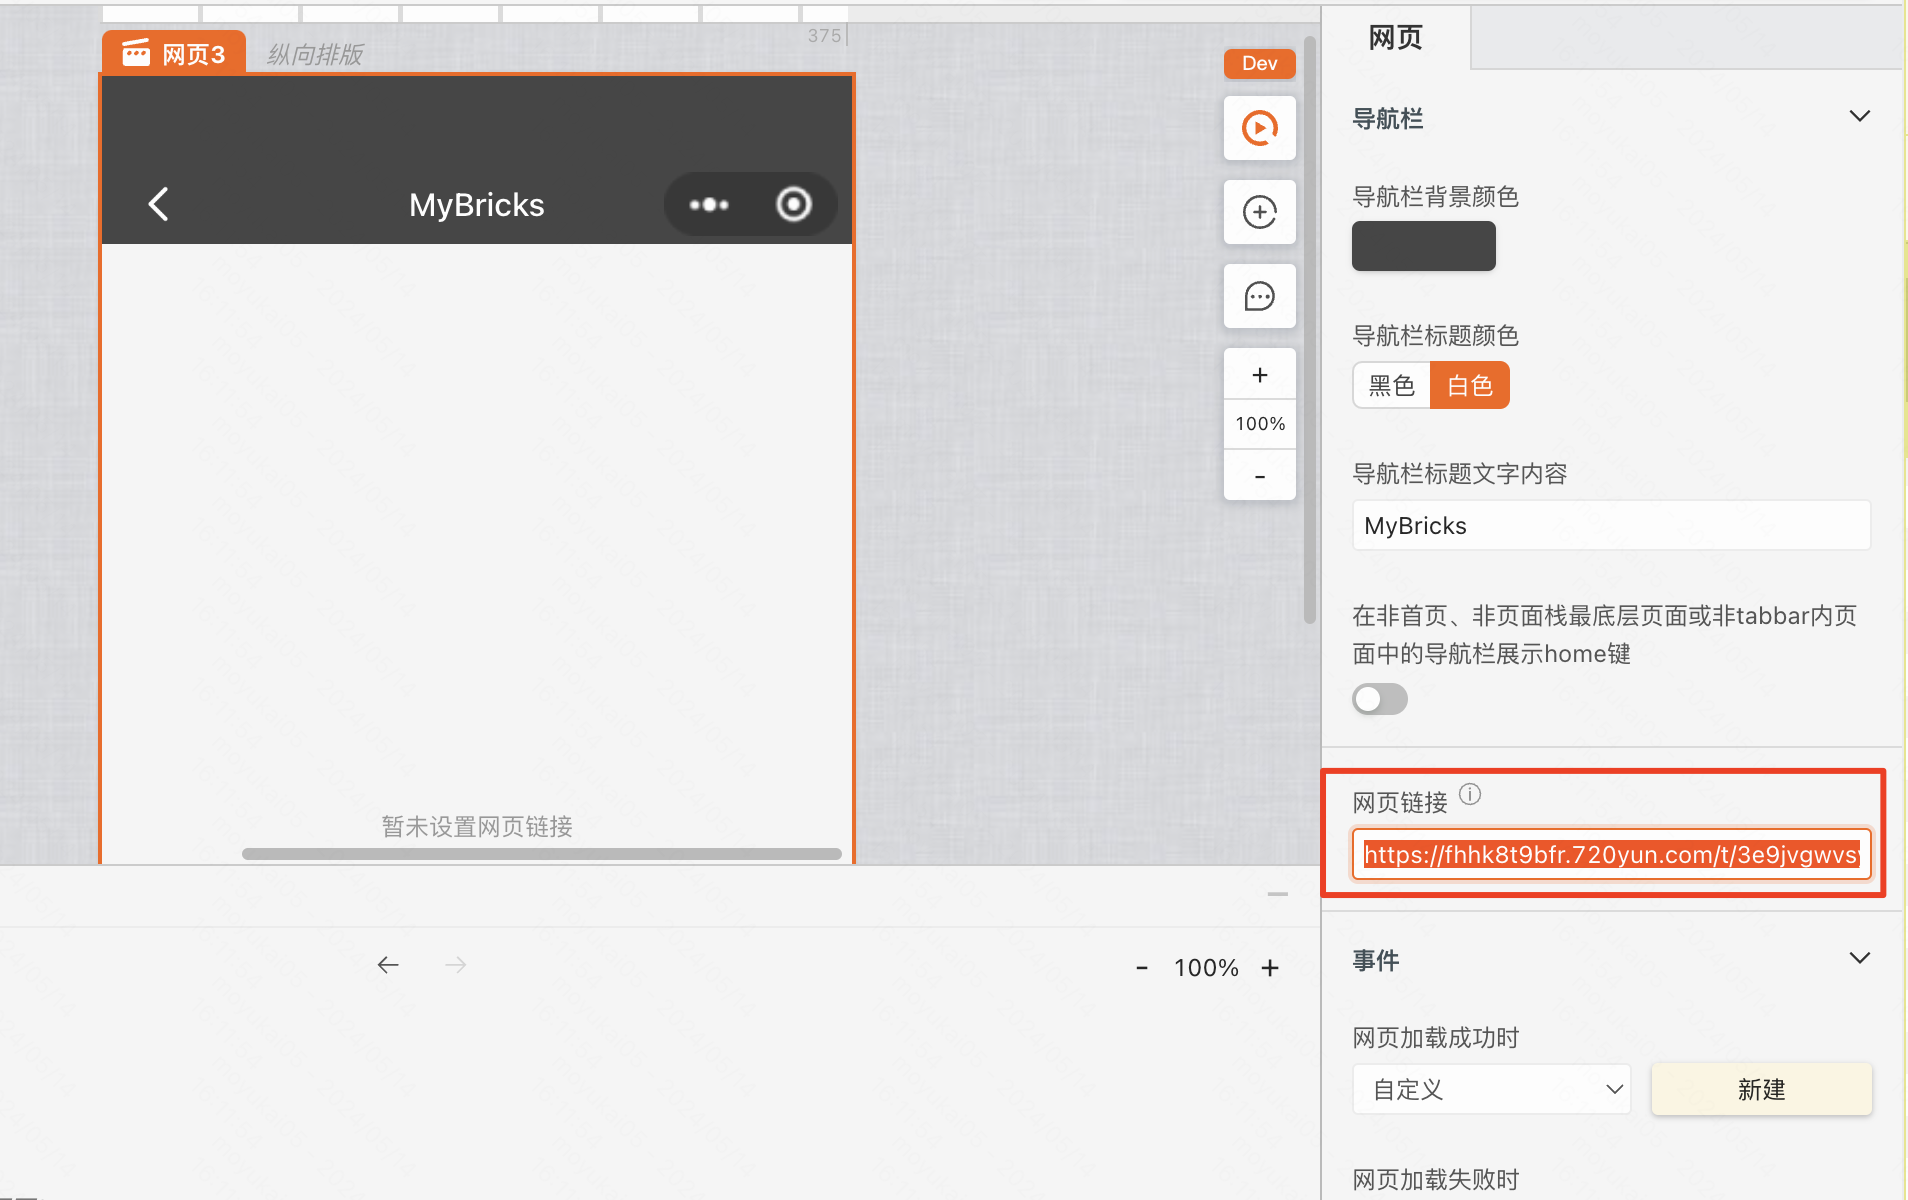 375
网页3
纵向排版
MyBricks
暂未设置网页链接
Dev
+
100%
-
- 100% +
网页
导航栏
导航栏背景颜色
导航栏标题颜色
黑色 白色
导航栏标题文字内容
MyBricks
在非首页、非页面栈最底层页面或非tabbar内页
面中的导航栏展示home键
网页链接
https://fhhk8t9bfr.720yun.com/t/3e9jvgwvs
事件
网页加载成功时
自定义
新建
网页加载失败时